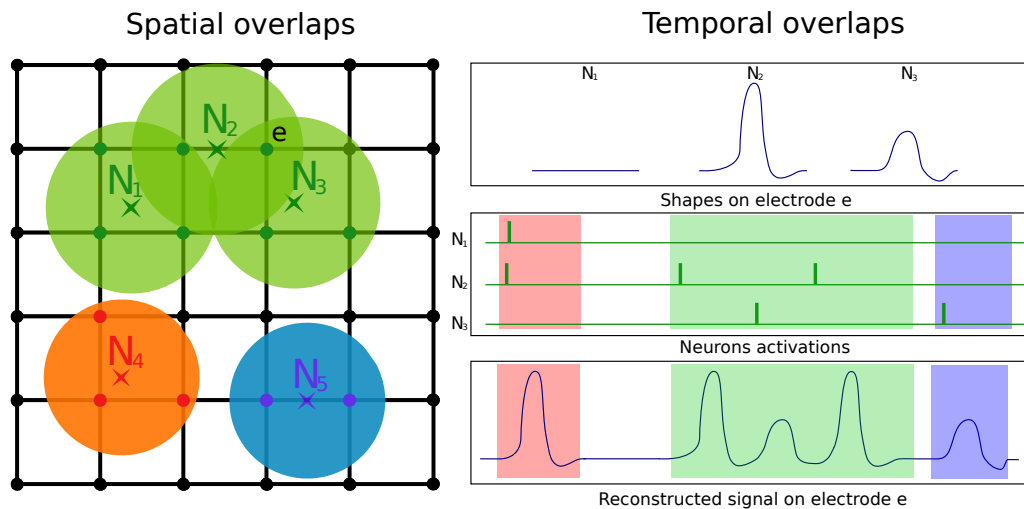 Spatial overlaps
N₂
e
N₁
N₃
N₄
N₅
Temporal overlaps
N₁ N₂ N₃
Shapes on electrode e
N₁
N₂
N₃
Neurons activations
Reconstructed signal on electrode e